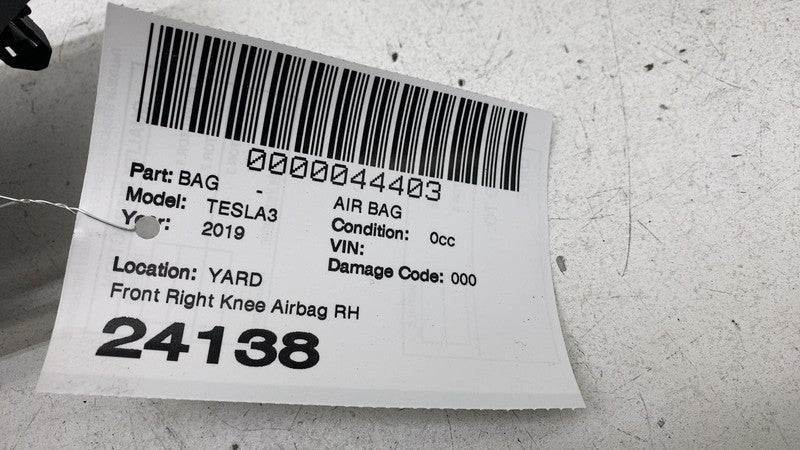 0000044403
Part: BAG - AIR BAG
Model: TESLA3 Condition: 0cc
Year: 2019 VIN:
Damage Code: 000
Location: YARD
Front Right Knee Airbag RH
24138